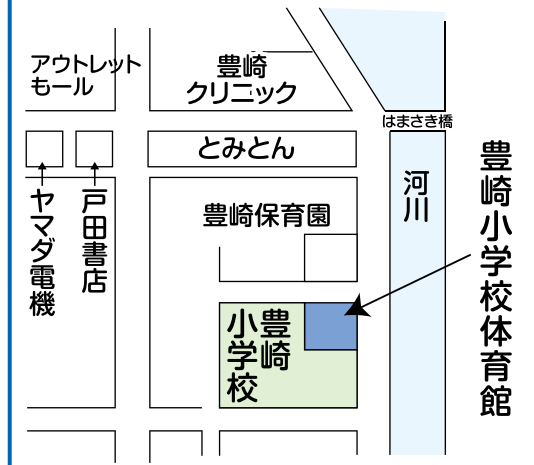 アウトレット
もール
豊崎
クリニック
はまさき橋
とみとん
河川
ヤマダ電機
戸田書店
豊崎保育園
豊崎小学校体育館
豊崎
小学校